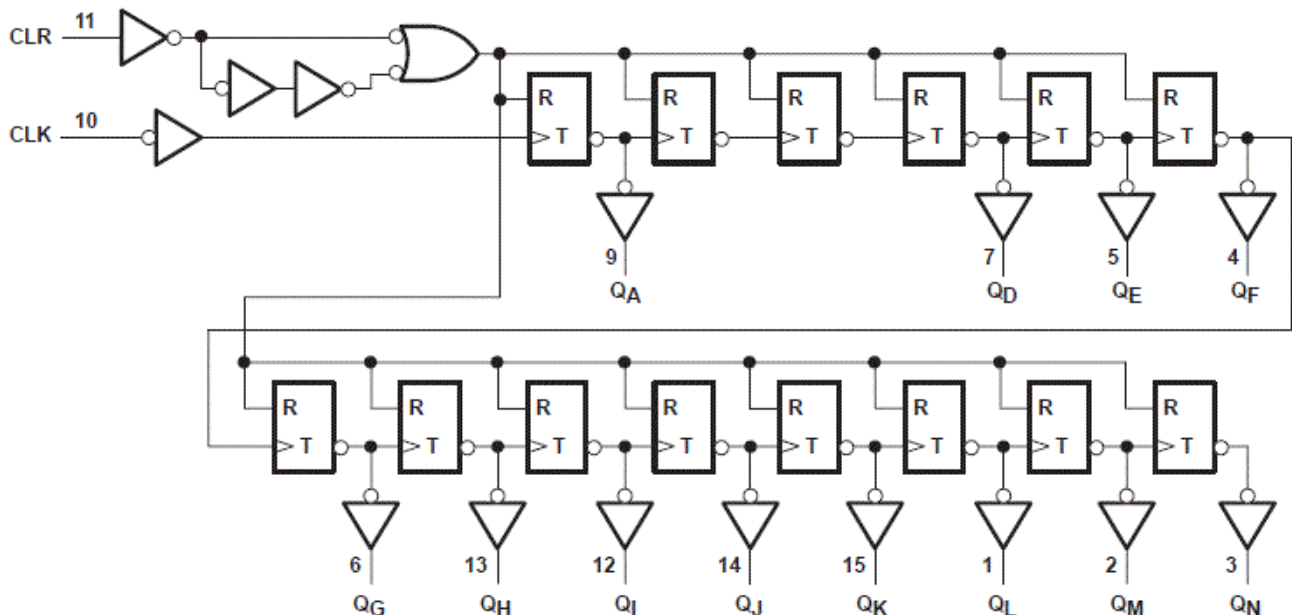 CLR 11
R R R R R R
CLK 10
T T T T T T
9 7 5 4
QA QD QE QF
R R R R R R R R
T T T T T T T T
6 13 12 14 15 1 2 3
QG QH QI QJ QK QL QM QN